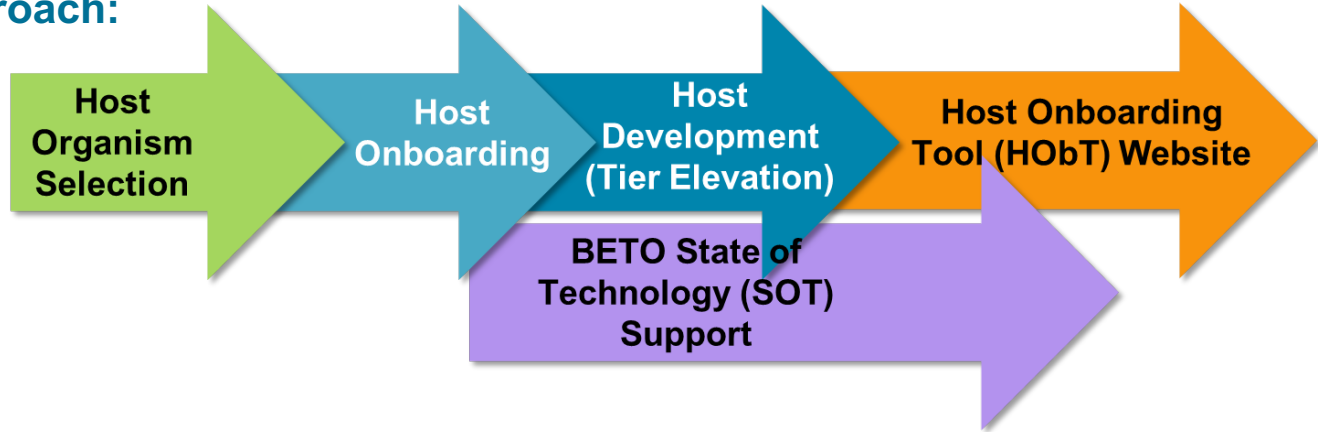 roach:
Host
Organism
Selection
Host
Onboarding
Host
Development
(Tier Elevation)
Host Onboarding
Tool (HObT) Website
BETO State of
Technology (SOT)
Support